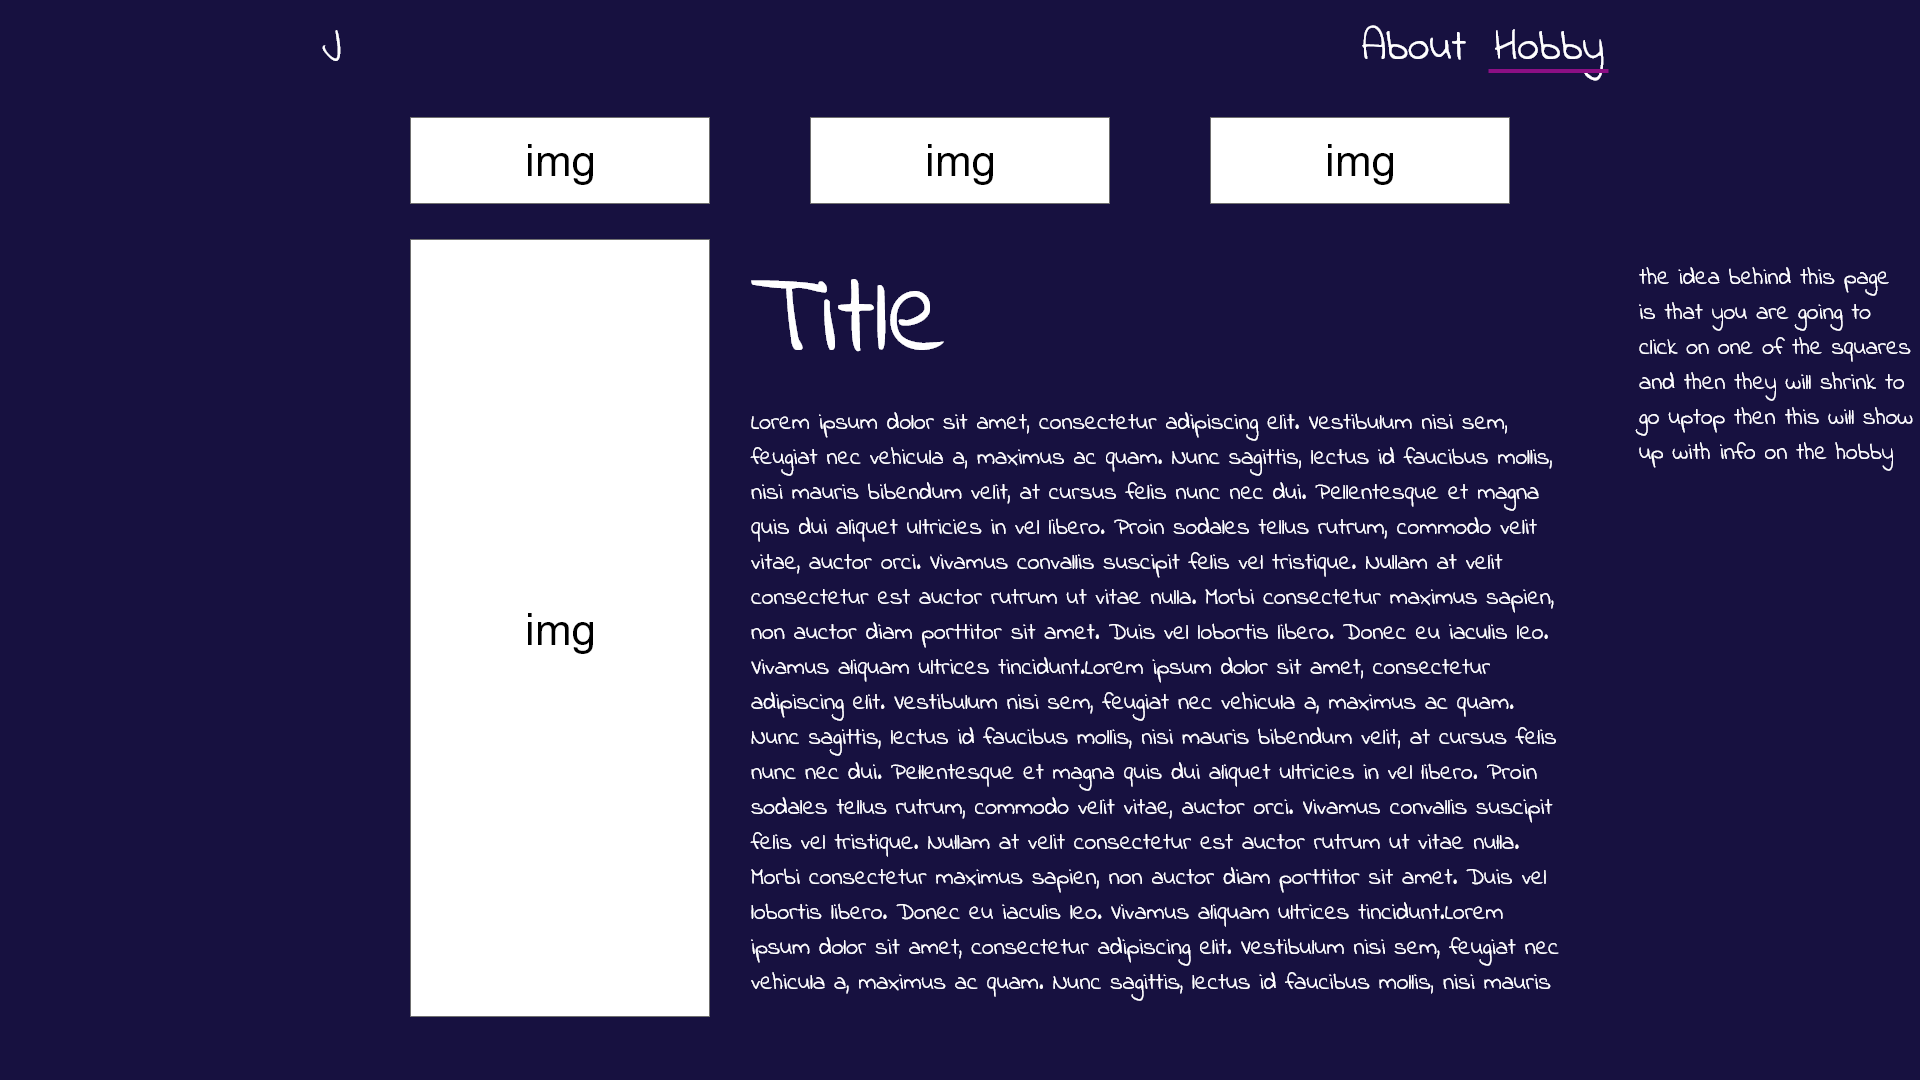 J
About Hobby
img img img
img
Title
Lorem ipsum dolor sit amet, consectetur adipiscing elit. Vestibulum nisi sem,
feugiat nec vehicula a, maximus ac quam. Nunc sagittis, lectus id faucibus mollis,
nisi mauris bibendum velit, at cursus felis nunc nec dui. Pellentesque et magna
quis dui aliquet ultricies in vel libero. Proin sodales tellus rutrum, commodo velit
vitae, auctor orci. Vivamus convallis suscipit felis vel tristique. Nullam at velit
consectetur est auctor rutrum ut vitae nulla. Morbi consectetur maximus sapien,
non auctor diam porttitor sit amet. Duis vel lobortis libero. Donec eu iaculis leo.
Vivamus aliquam ultrices tincidunt.Lorem ipsum dolor sit amet, consectetur
adipiscing elit. Vestibulum nisi sem, feugiat nec vehicula a, maximus ac quam.
Nunc sagittis, lectus id faucibus mollis, nisi mauris bibendum velit, at cursus felis
nunc nec dui. Pellentesque et magna quis dui aliquet ultricies in vel libero. Proin
sodales tellus rutrum, commodo velit vitae, auctor orci. Vivamus convallis suscipit
felis vel tristique. Nullam at velit consectetur est auctor rutrum ut vitae nulla.
Morbi consectetur maximus sapien, non auctor diam porttitor sit amet. Duis vel
lobortis libero. Donec eu iaculis leo. Vivamus aliquam ultrices tincidunt.Lorem
ipsum dolor sit amet, consectetur adipiscing elit. Vestibulum nisi sem, feugiat nec
vehicula a, maximus ac quam. Nunc sagittis, lectus id faucibus mollis, nisi mauris
the idea behind this page
is that you are going to
click on one of the squares
and then they will shrink to
go uptop then this will show
up with info on the hobby